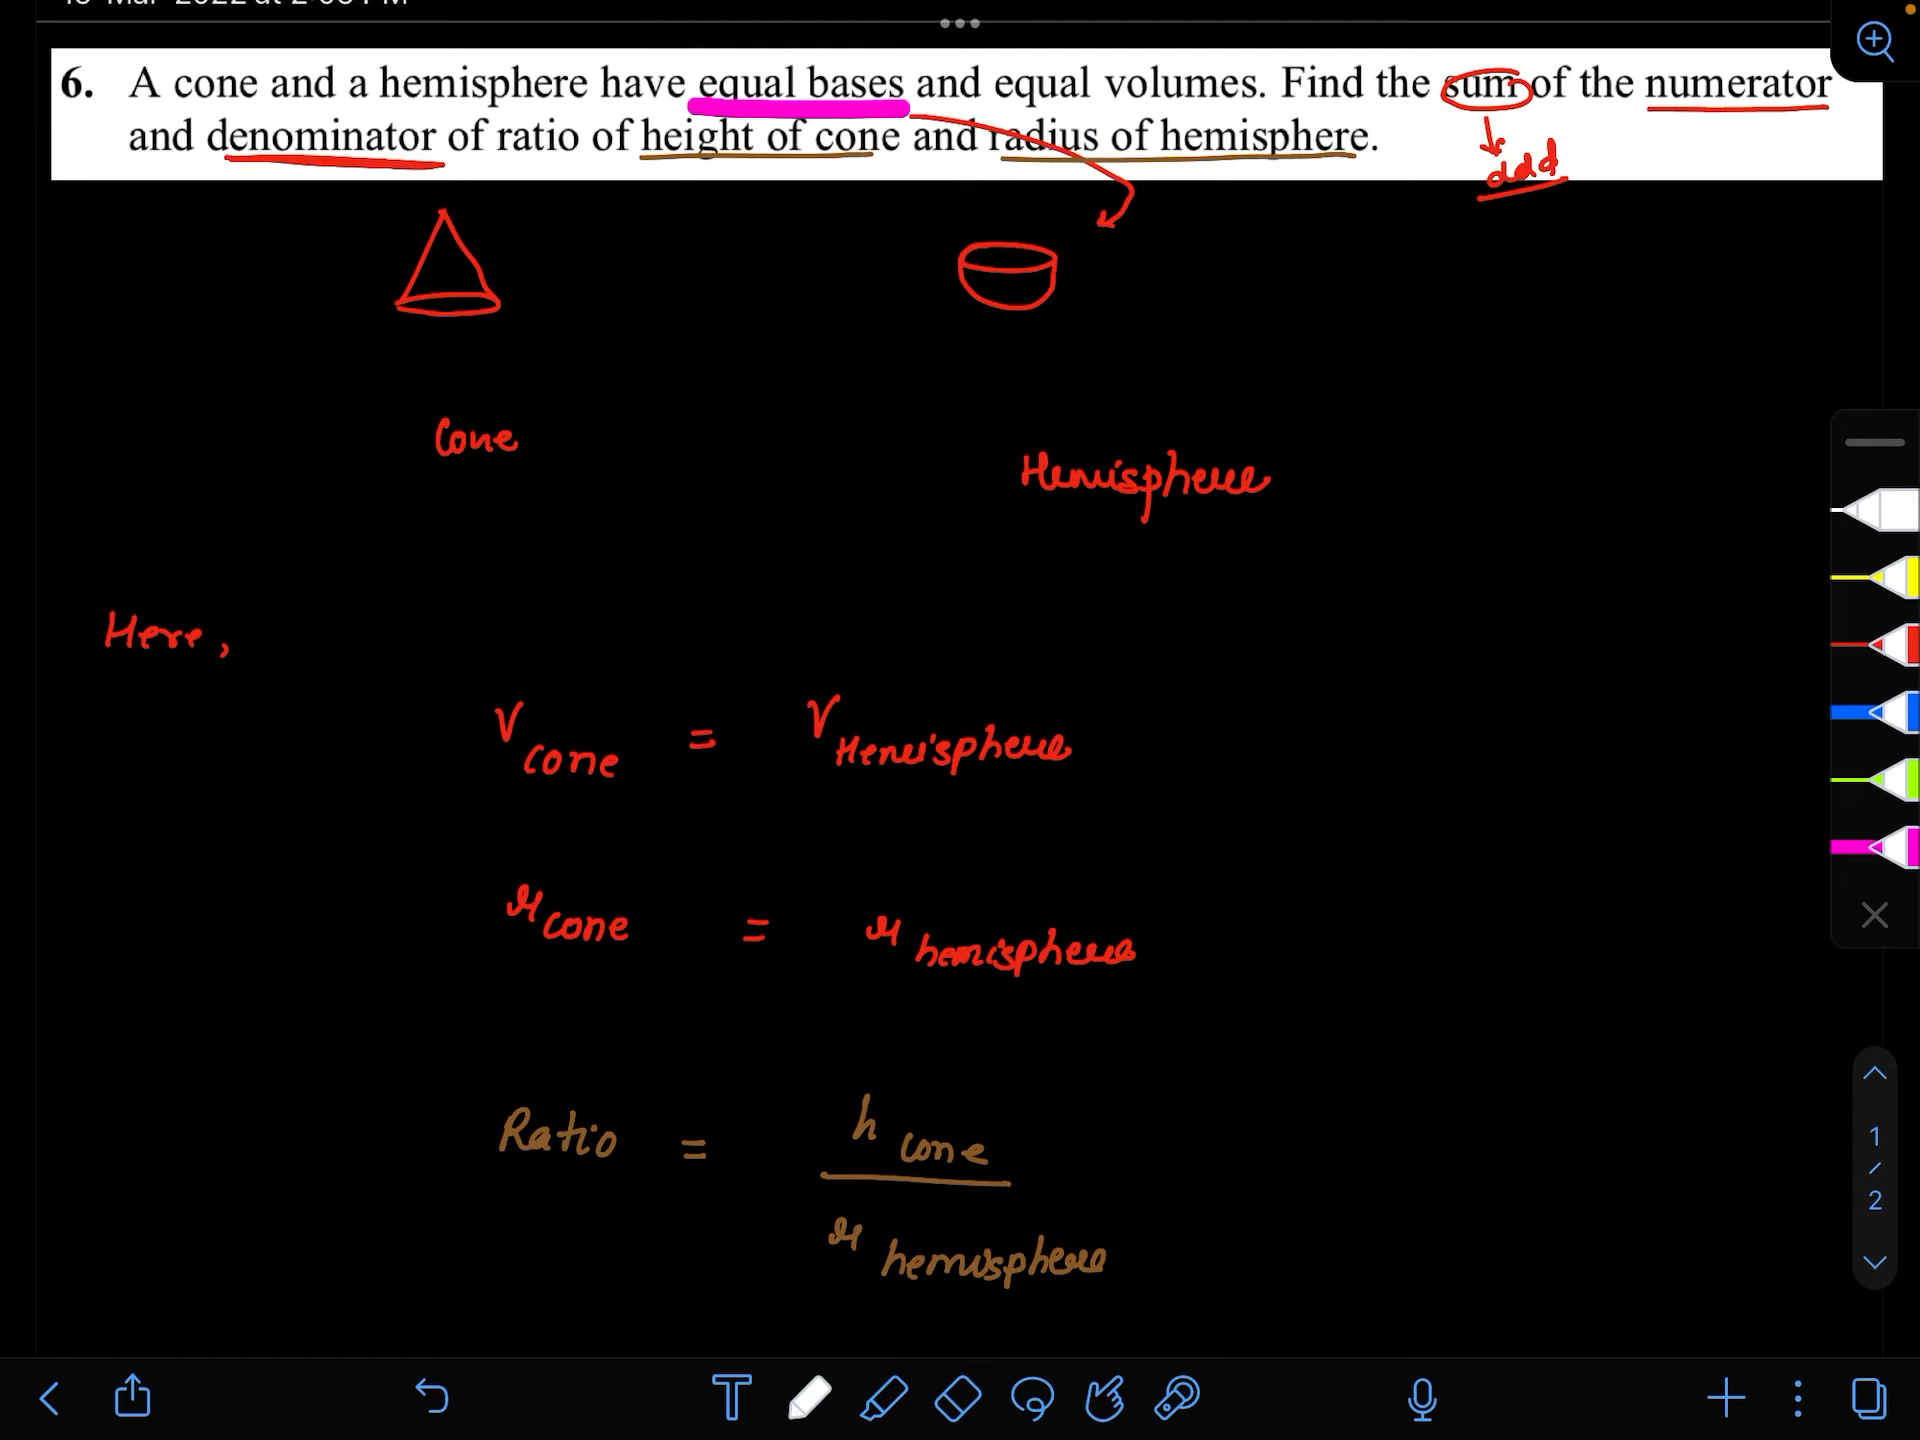 6. A cone and a hemisphere have equal bases and equal volumes. Find the sum of the numerator
and denominator of ratio of height of cone and radius of hemisphere.
add
Cone
Hemisphere
Here,
V cone = V Hemisphere
r cone = r hemisphere
Ratio = h cone
r hemisphere
1
/
2
T